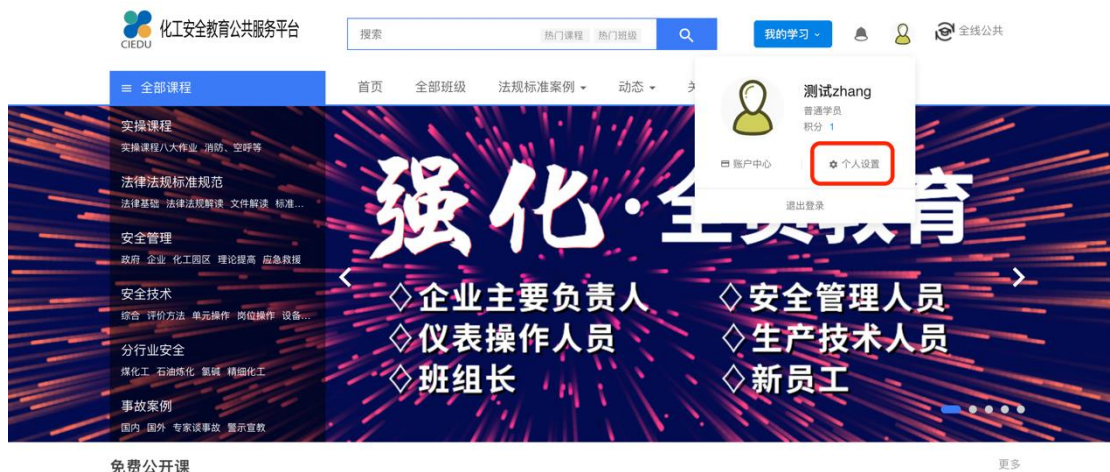 化工安全教育公共服务平台
CIEDU
搜索 热门课程 热门班级
我的学习
全线公共
全部课程
首页 全部班级 法规标准案例 动态
测试zhang
普通学员
积分 1
账户中心 个人设置
退出登录
实操课程
实操课程八大作业 消防、空呼等
法律法规标准规范
法律基础 法律法规解读 文件解读 标准...
安全管理
政府 企业 化工园区 理论提高 应急救援
安全技术
综合 评价方法 单元操作 岗位操作 设备...
分行业安全
煤化工 石油炼化 氯碱 精细化工
事故案例
国内 国外 专家谈事故 警示宣教
强化·全员教育
◇企业主要负责人 ◇安全管理人员
◇仪表操作人员 ◇生产技术人员
◇班组长 ◇新员工
免费公开课
更多